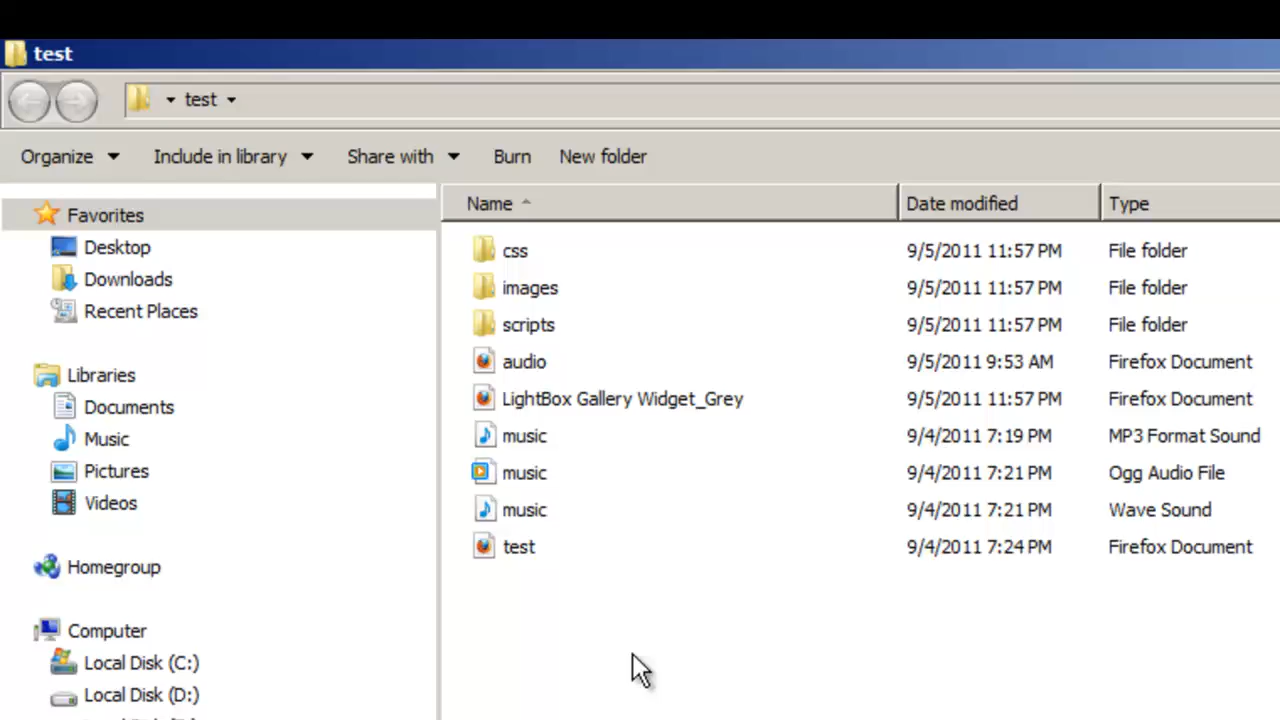 test
test
Organize Include in library Share with Burn New folder
Name Date modified Type
Favorites
Desktop
Downloads
Recent Places
Libraries
Documents
Music
Pictures
Videos
Homegroup
Computer
Local Disk (C:)
Local Disk (D:)
css 9/5/2011 11:57 PM File folder
images 9/5/2011 11:57 PM File folder
scripts 9/5/2011 11:57 PM File folder
audio 9/5/2011 9:53 AM Firefox Document
LightBox Gallery Widget_Grey 9/5/2011 11:57 PM Firefox Document
music 9/4/2011 7:19 PM MP3 Format Sound
music 9/4/2011 7:21 PM Ogg Audio File
music 9/4/2011 7:21 PM Wave Sound
test 9/4/2011 7:24 PM Firefox Document